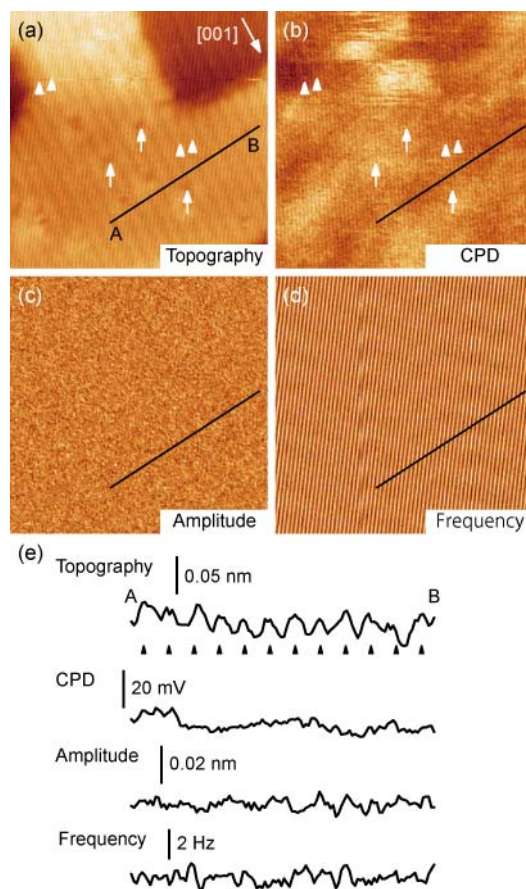 (a)
[001]
A
B
Topography
(b)
CPD
(c)
Amplitude
(d)
Frequency
(e)
Topography
0.05 nm
A
B
CPD
20 mV
Amplitude
0.02 nm
Frequency
2 Hz